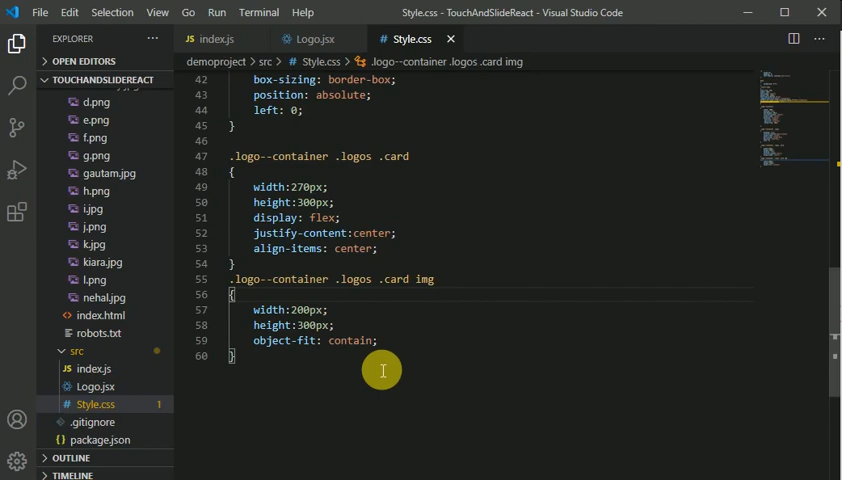 File Edit Selection View Go Run Terminal Help Style.css - TouchAndSlideReact - Visual Studio Code
EXPLORER ···
JS index.js
Logo.jsx
# Style.css
OPEN EDITORS
demoproject > src > # Style.css > .logo--container .logos .card img
TOUCHANDSLIDEREACT
d.png
e.png
f.png
g.png
gautam.jpg
h.png
i.jpg
j.png
k.jpg
kiara.jpg
l.png
nehal.jpg
<> index.html
robots.txt
src
JS index.js
Logo.jsx
# Style.css 1
.gitignore
{} package.json
OUTLINE
TIMELINE
42 box-sizing: border-box;
43 position: absolute;
44 left: 0;
45 }
46
47 .logo--container .logos .card
48 {
49 width:270px;
50 height:300px;
51 display: flex;
52 justify-content:center;
53 align-items: center;
54 }
55 .logo--container .logos .card img
56 {
57 width:200px;
58 height:300px;
59 object-fit: contain;
60 }